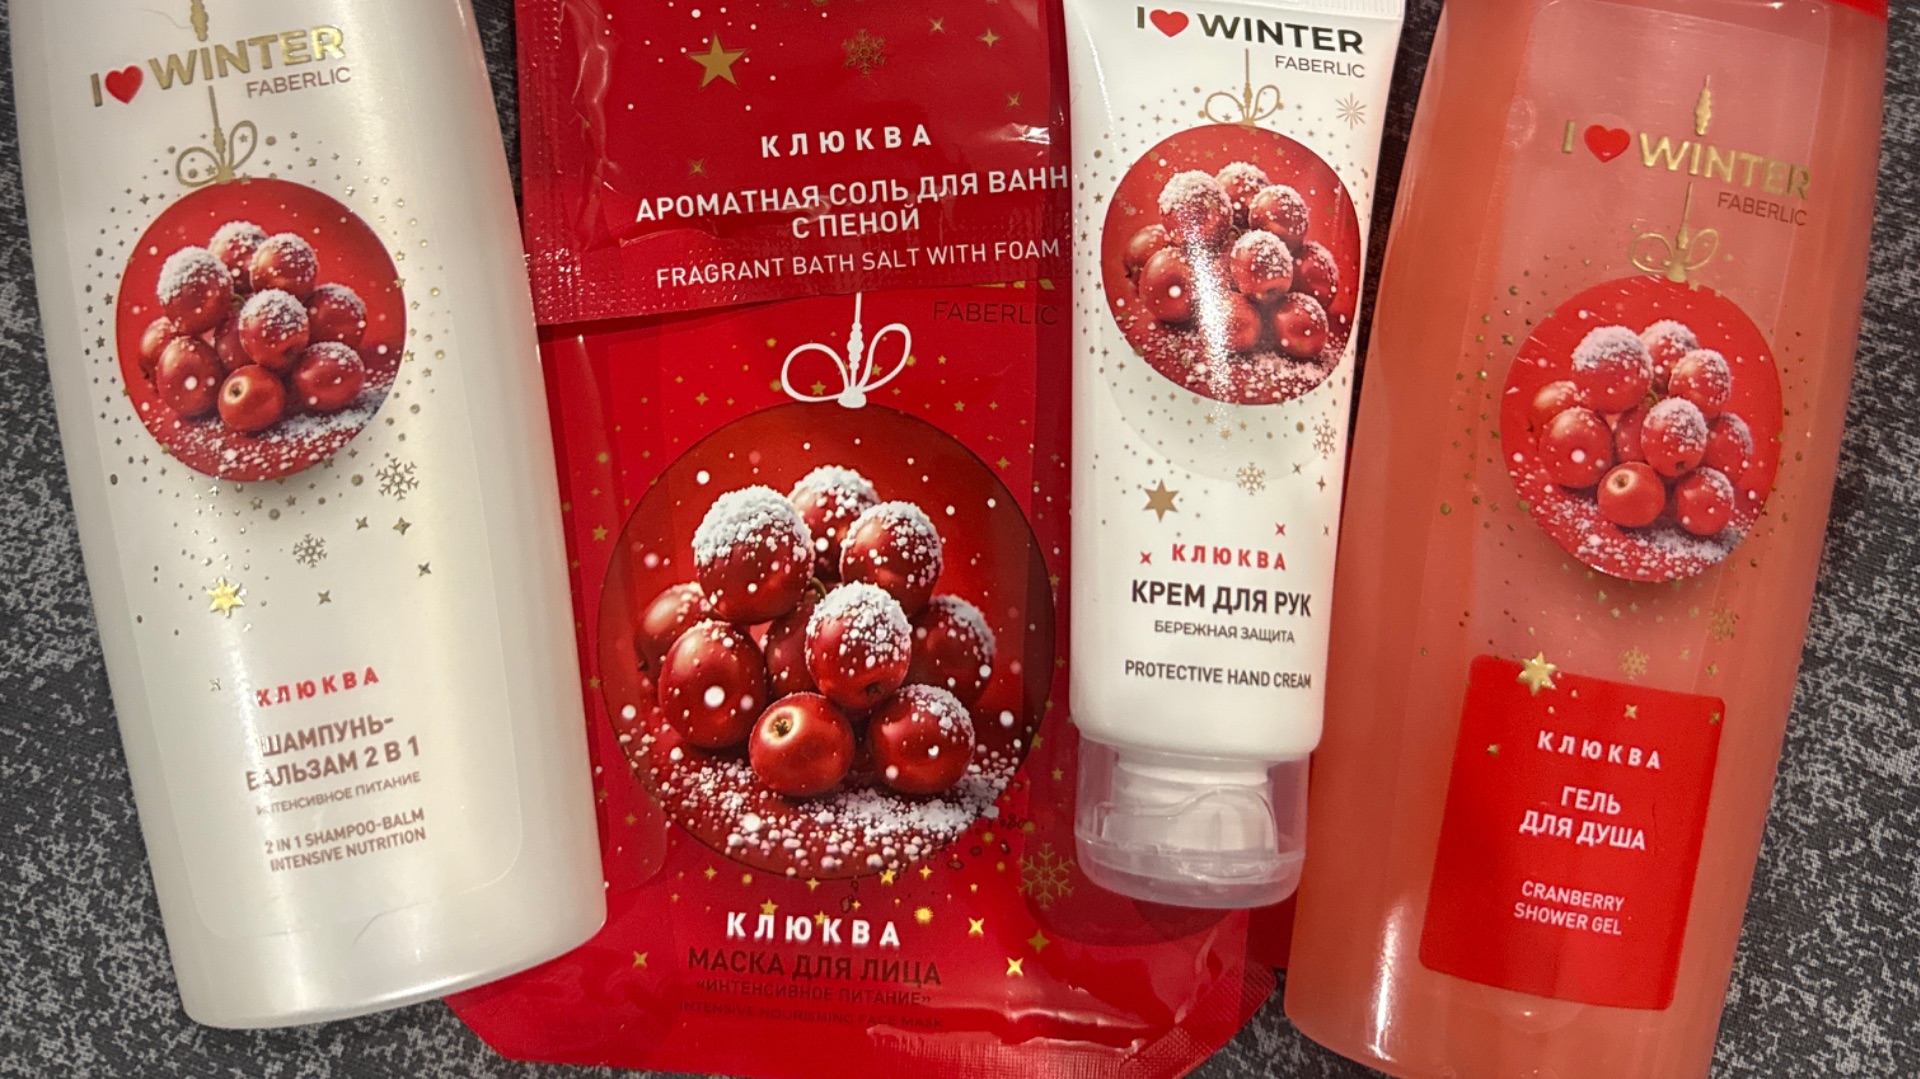 I ❤ WINTER
FABERLIC
КЛЮКВА
ШАМПУНЬ-
БАЛЬЗАМ 2 В 1
ИНТЕНСИВНОЕ ПИТАНИЕ
2 IN 1 SHAMPOO-BALM
INTENSIVE NUTRITION
КЛЮКВА
АРОМАТНАЯ СОЛЬ ДЛЯ ВАНН
С ПЕНОЙ
FRAGRANT BATH SALT WITH FOAM
FABERLIC
КЛЮКВА
МАСКА ДЛЯ ЛИЦА
«ИНТЕНСИВНОЕ ПИТАНИЕ»
INTENSIVE NOURISHING FACE MASK
I ❤ WINTER
FABERLIC
КЛЮКВА
КРЕМ ДЛЯ РУК
БЕРЕЖНАЯ ЗАЩИТА
PROTECTIVE HAND CREAM
I ❤ WINTER
FABERLIC
КЛЮКВА
ГЕЛЬ
ДЛЯ ДУША
CRANBERRY
SHOWER GEL